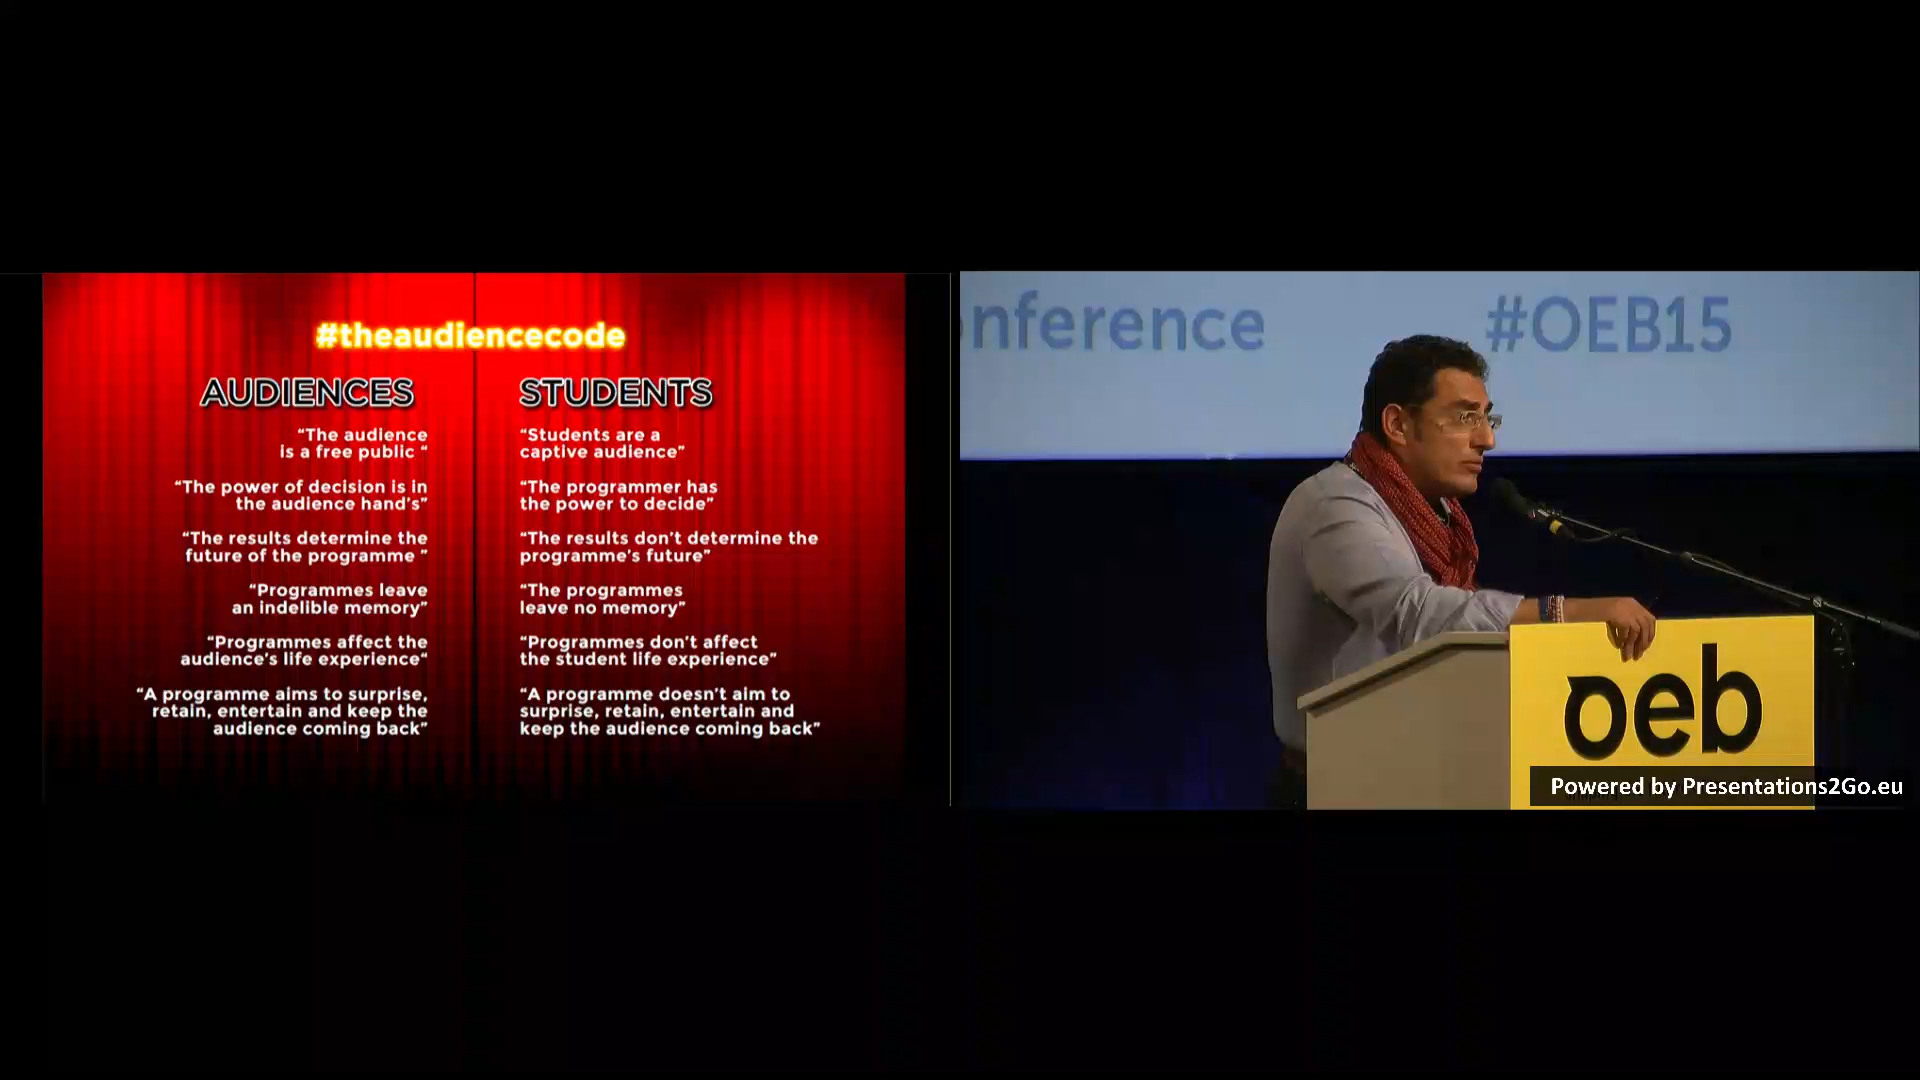 #theaudiencecode
AUDIENCES
“The audience
is a free public “
“The power of decision is in
the audience hand’s”
“The results determine the
future of the programme ”
“Programmes leave
an indelible memory”
“Programmes affect the
audience’s life experience“
“A programme aims to surprise,
retain, entertain and keep the
audience coming back”
STUDENTS
“Students are a
captive audience”
“The programmer has
the power to decide”
“The results don’t determine the
programme’s future”
“The programmes
leave no memory”
“Programmes don’t affect
the student life experience”
“A programme doesn’t aim to
surprise, retain, entertain and
keep the audience coming back”
onference #OEB15
oeb
Powered by Presentations2Go.eu